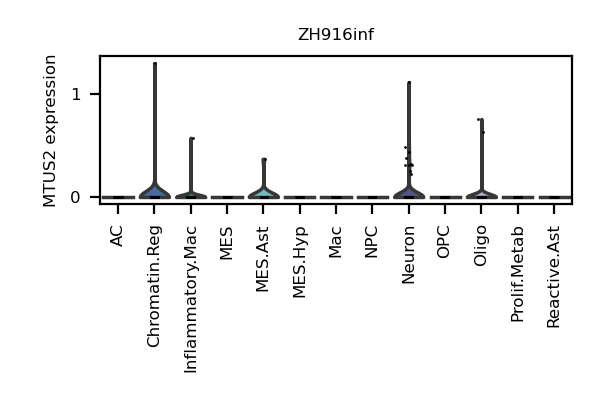 ZH916inf
MTUS2 expression
1
0
AC
Chromatin.Reg
Inflammatory.Mac
MES
MES.Ast
MES.Hyp
Mac
NPC
Neuron
OPC
Oligo
Prolif.Metab
Reactive.Ast